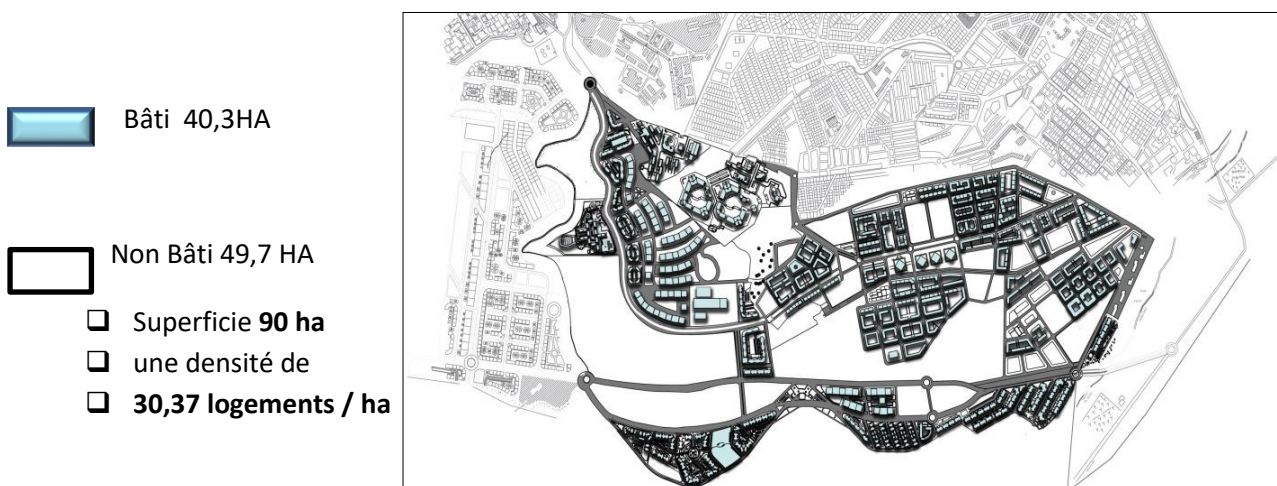 Bâti 40,3HA
Non Bâti 49,7 HA
❑ Superficie 90 ha
❑ une densité de
❑ 30,37 logements / ha